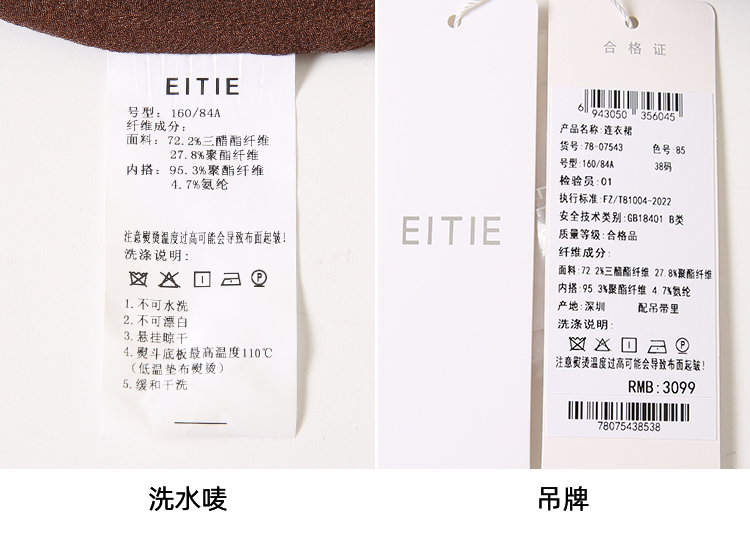 EITIE
号型: 160/84A
纤维成分:
面料: 72.2%三醋酯纤维
27.8%聚酯纤维
内搭: 95.3%聚酯纤维
4.7%氨纶
注意熨烫温度过高可能会导致布面起皱!
洗涤说明:
1.不可水洗
2.不可漂白
3.悬挂晾干
4.熨斗底板最高温度110℃
(低温垫布熨烫)
5.缓和干洗
洗水唛
EITIE
合格证
6 943050 356045
产品名称:连衣裙
货号:78-07543 色号:85
号型:160/84A 38码
检验员:01
执行标准:FZ/T81004-2022
安全技术类别:GB18401 B类
质量等级:合格品
纤维成分:
面料:72.2%三醋酯纤维 27.8%聚酯纤维
内搭:95.3%聚酯纤维 4.7%氨纶
产地:深圳 配吊带里
洗涤说明:
注意熨烫温度过高可能会导致布面起皱!
RMB:3099
78075438538
吊牌